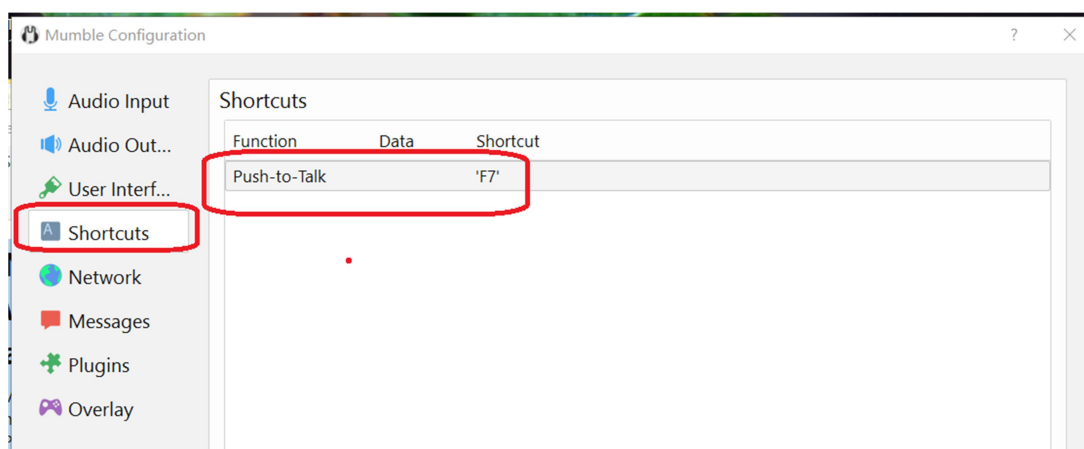 Mumble Configuration
?
Audio Input
Audio Out...
User Interf...
Shortcuts
Network
Messages
Plugins
Overlay
Shortcuts
Function Data Shortcut
Push-to-Talk 'F7'